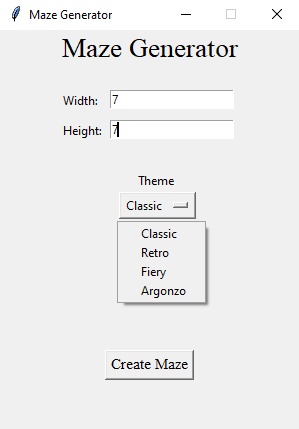 Maze Generator
Maze Generator
Width: 7
Height: 7
Theme
Classic
Classic
Retro
Fiery
Argonzo
Create Maze